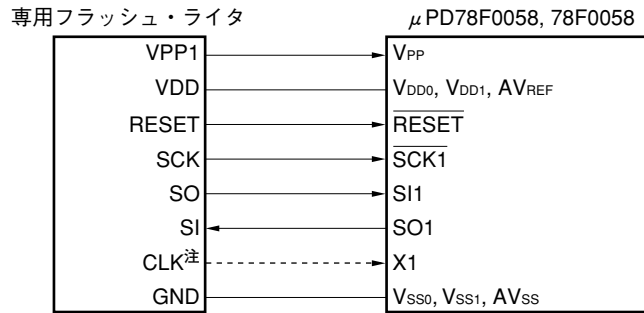 専用フラッシュ・ライタ μPD78F0058, 78F0058
VPP1 VPP
VDD VDD0, VDD1, AVREF
RESET RESET
SCK SCK1
SO SI1
SI SO1
CLK注 X1
GND VSS0, VSS1, AVSS